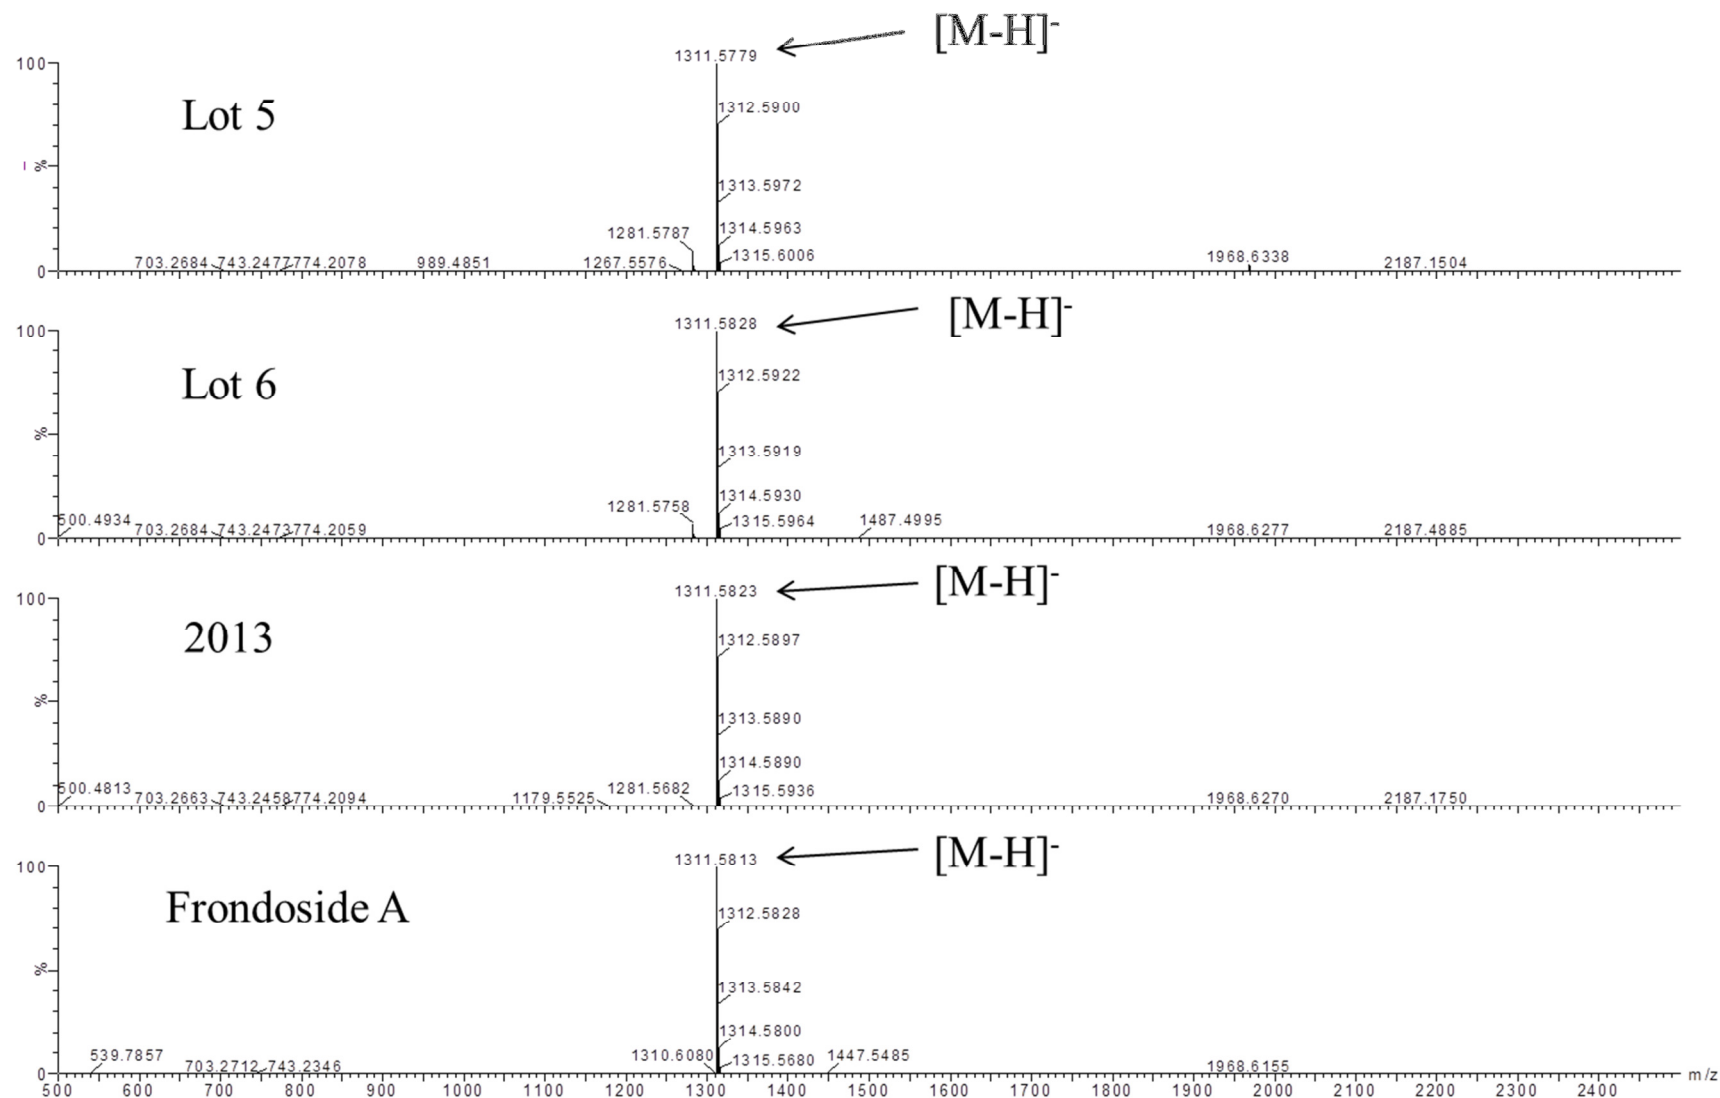 [M-H]-
1311.5779
100
Lot 5
1312.5900
%
1313.5972
1281.5787
1314.5963
1315.6006
703.2684 743.2477 774.2078 989.4851 1267.5576 1968.6338 2187.1504
0
[M-H]-
1311.5828
100
Lot 6
1312.5922
%
1313.5919
1281.5758
1314.5930
500.4934 1315.5964 1487.4995
703.2684 743.2473 774.2059 1968.6277 2187.4885
0
[M-H]-
1311.5823
100
2013
1312.5897
%
1313.5890
1314.5890
500.4813 1281.5682 1315.5936
703.2663 743.2458 774.2094 1179.5525 1968.6270 2187.1750
0
[M-H]-
1311.5813
100
Frondoside A
1312.5828
%
1313.5842
1314.5800
539.7857 1310.6080 1315.5680 1447.5485
703.2712 743.2346 1968.6155
0
m/z
500 600 700 800 900 1000 1100 1200 1300 1400 1500 1600 1700 1800 1900 2000 2100 2200 2300 2400